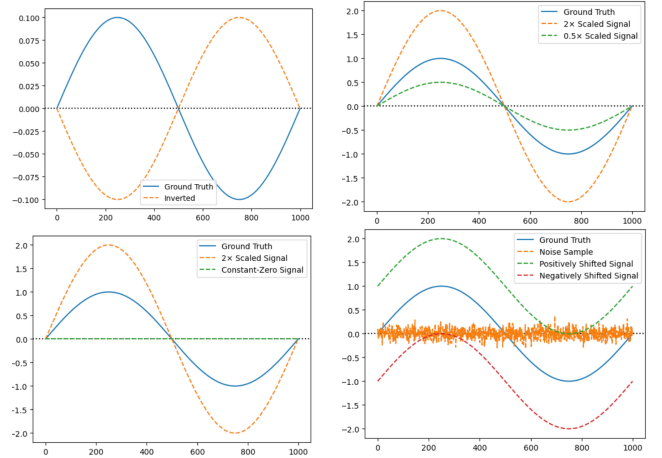 0.100
0.075
0.050
0.025
0.000
−0.025
−0.050
−0.075
−0.100
0 200 400 600 800 1000
Ground Truth
Inverted
2.0
1.5
1.0
0.5
0.0
−0.5
−1.0
−1.5
−2.0
0 200 400 600 800 1000
Ground Truth
2× Scaled Signal
0.5× Scaled Signal
2.0
1.5
1.0
0.5
0.0
−0.5
−1.0
−1.5
−2.0
0 200 400 600 800 1000
Ground Truth
2× Scaled Signal
Constant-Zero Signal
2.0
1.5
1.0
0.5
0.0
−0.5
−1.0
−1.5
−2.0
0 200 400 600 800 1000
Ground Truth
Noise Sample
Positively Shifted Signal
Negatively Shifted Signal